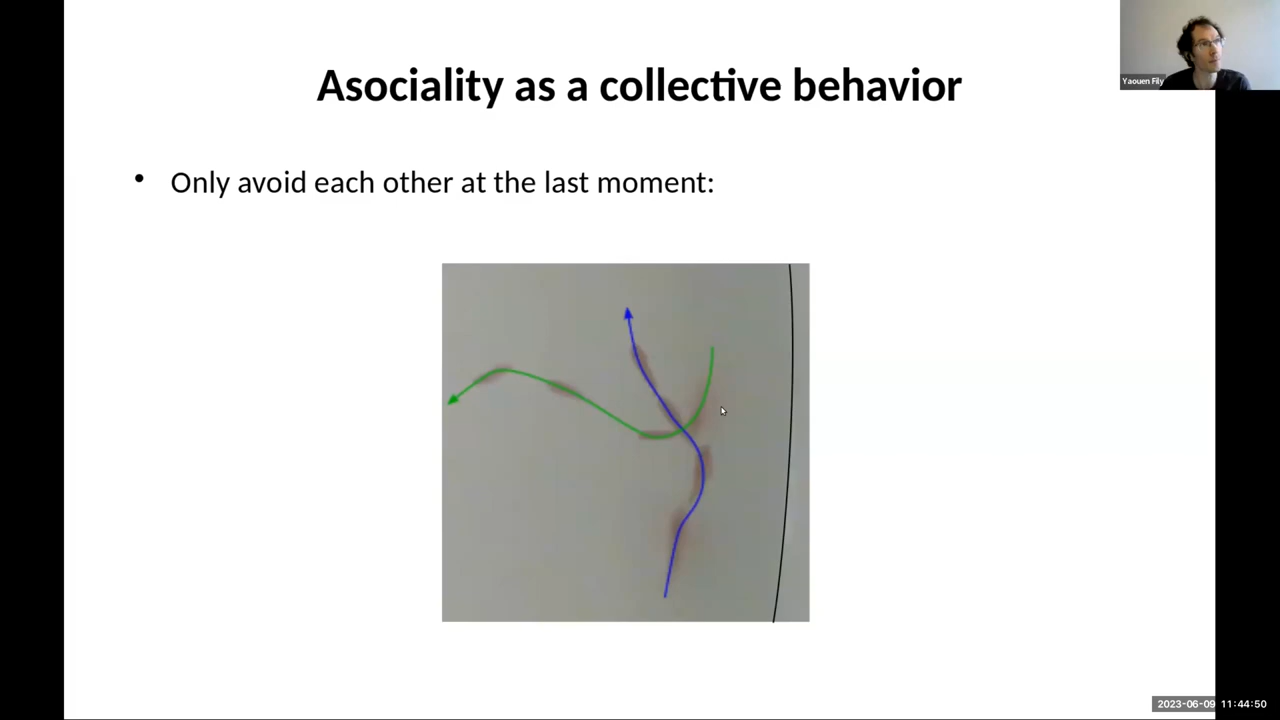 Asociality as a collective behavior
Yaouen Fily
• Only avoid each other at the last moment:
2023-06-09 11:44:50